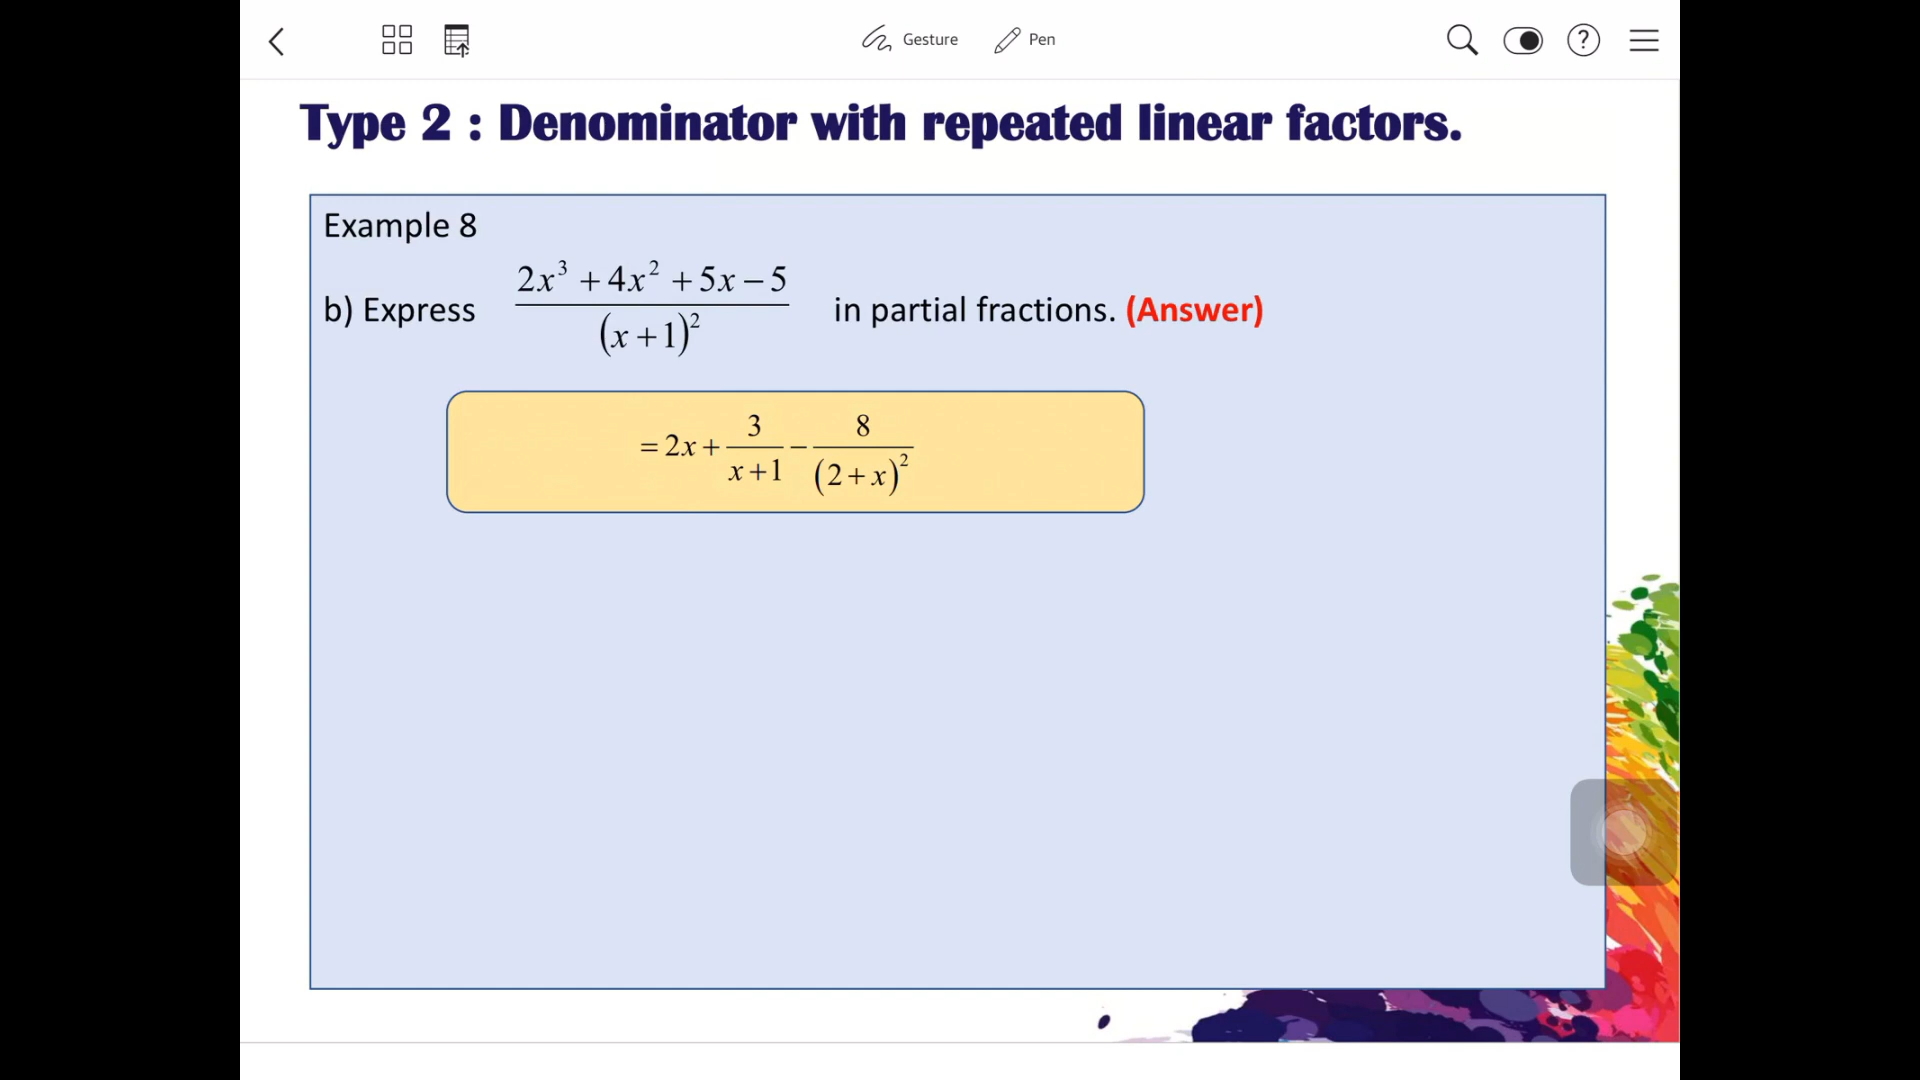 Gesture Pen
Type 2 : Denominator with repeated linear factors.
Example 8
b) Express (2x³ + 4x² + 5x − 5)/(x + 1)² in partial fractions. (Answer)
= 2x + 3/(x + 1) − 8/(2 + x)²